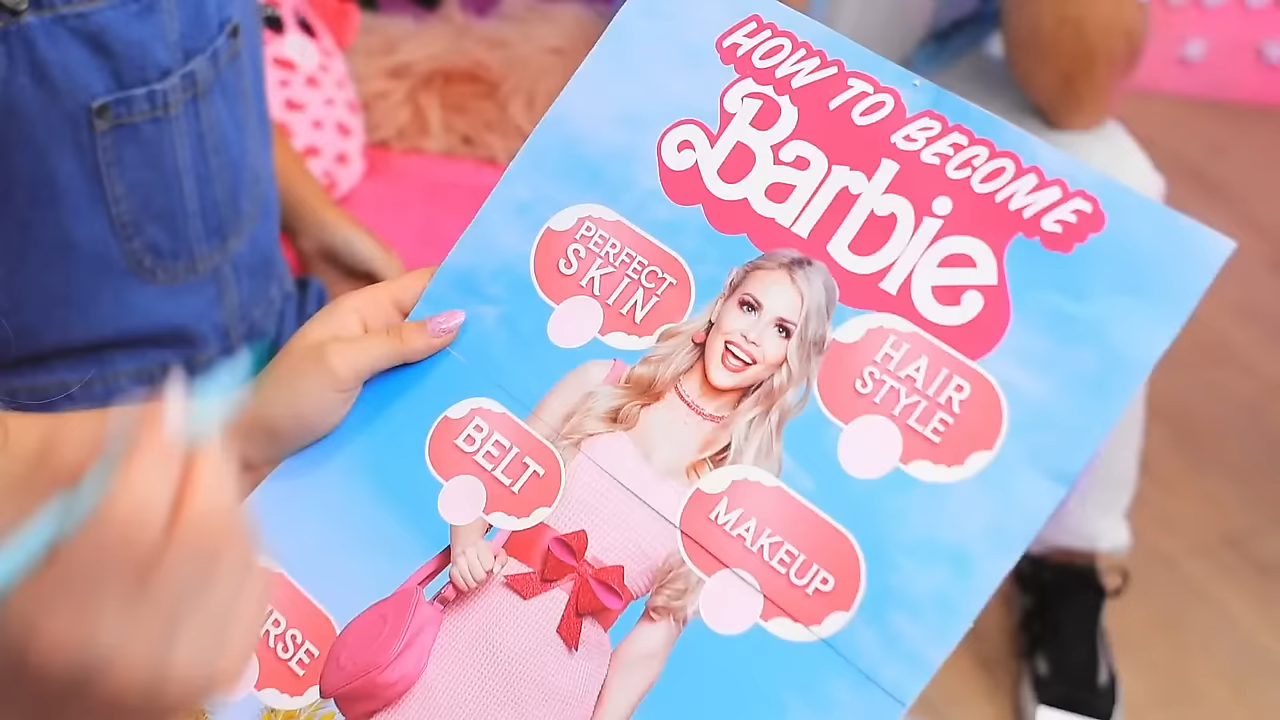 HOW TO BECOME
Barbie
PERFECT
SKIN
HAIR
STYLE
BELT
MAKEUP